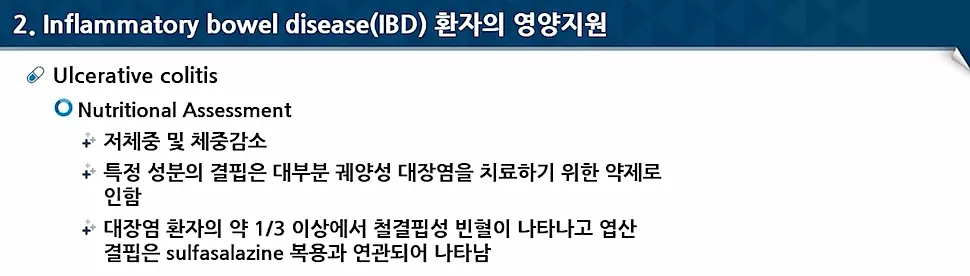 2. Inflammatory bowel disease(IBD) 환자의 영양지원
Ulcerative colitis
Nutritional Assessment
저체중 및 체중감소
특정 성분의 결핍은 대부분 궤양성 대장염을 치료하기 위한 약제로
인함
대장염 환자의 약 1/3 이상에서 철결핍성 빈혈이 나타나고 엽산
결핍은 sulfasalazine 복용과 연관되어 나타남